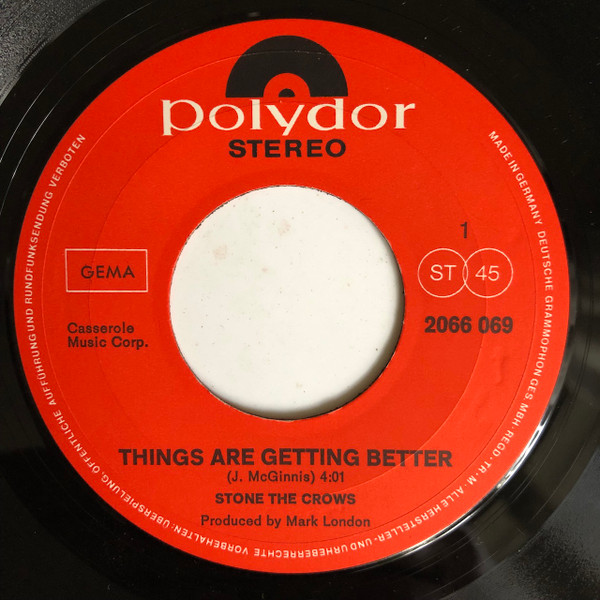 polydor
STEREO
1
GEMA
ST 45
Casserole
Music Corp.
2066 069
THINGS ARE GETTING BETTER
(J. McGinnis) 4:01
STONE THE CROWS
Produced by Mark London
MADE IN GERMANY. DEUTSCHE GRAMMOPHON GES MBH · REGD. TR. M. ALLE HERSTELLER- UND URHEBERRECHTE VORBEHALTEN: ÜBERSPIELUNG, ÖFFENTLICHE AUFFÜHRUNG UND RUNDFUNKSENDUNG VERBOTEN